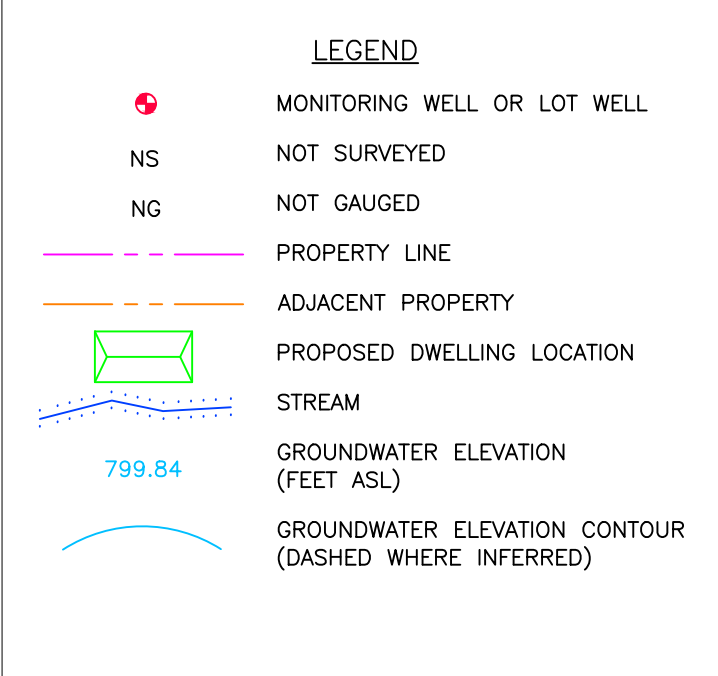 LEGEND
MONITORING WELL OR LOT WELL
NS NOT SURVEYED
NG NOT GAUGED
PROPERTY LINE
ADJACENT PROPERTY
PROPOSED DWELLING LOCATION
STREAM
799.84 GROUNDWATER ELEVATION
(FEET ASL)
GROUNDWATER ELEVATION CONTOUR
(DASHED WHERE INFERRED)